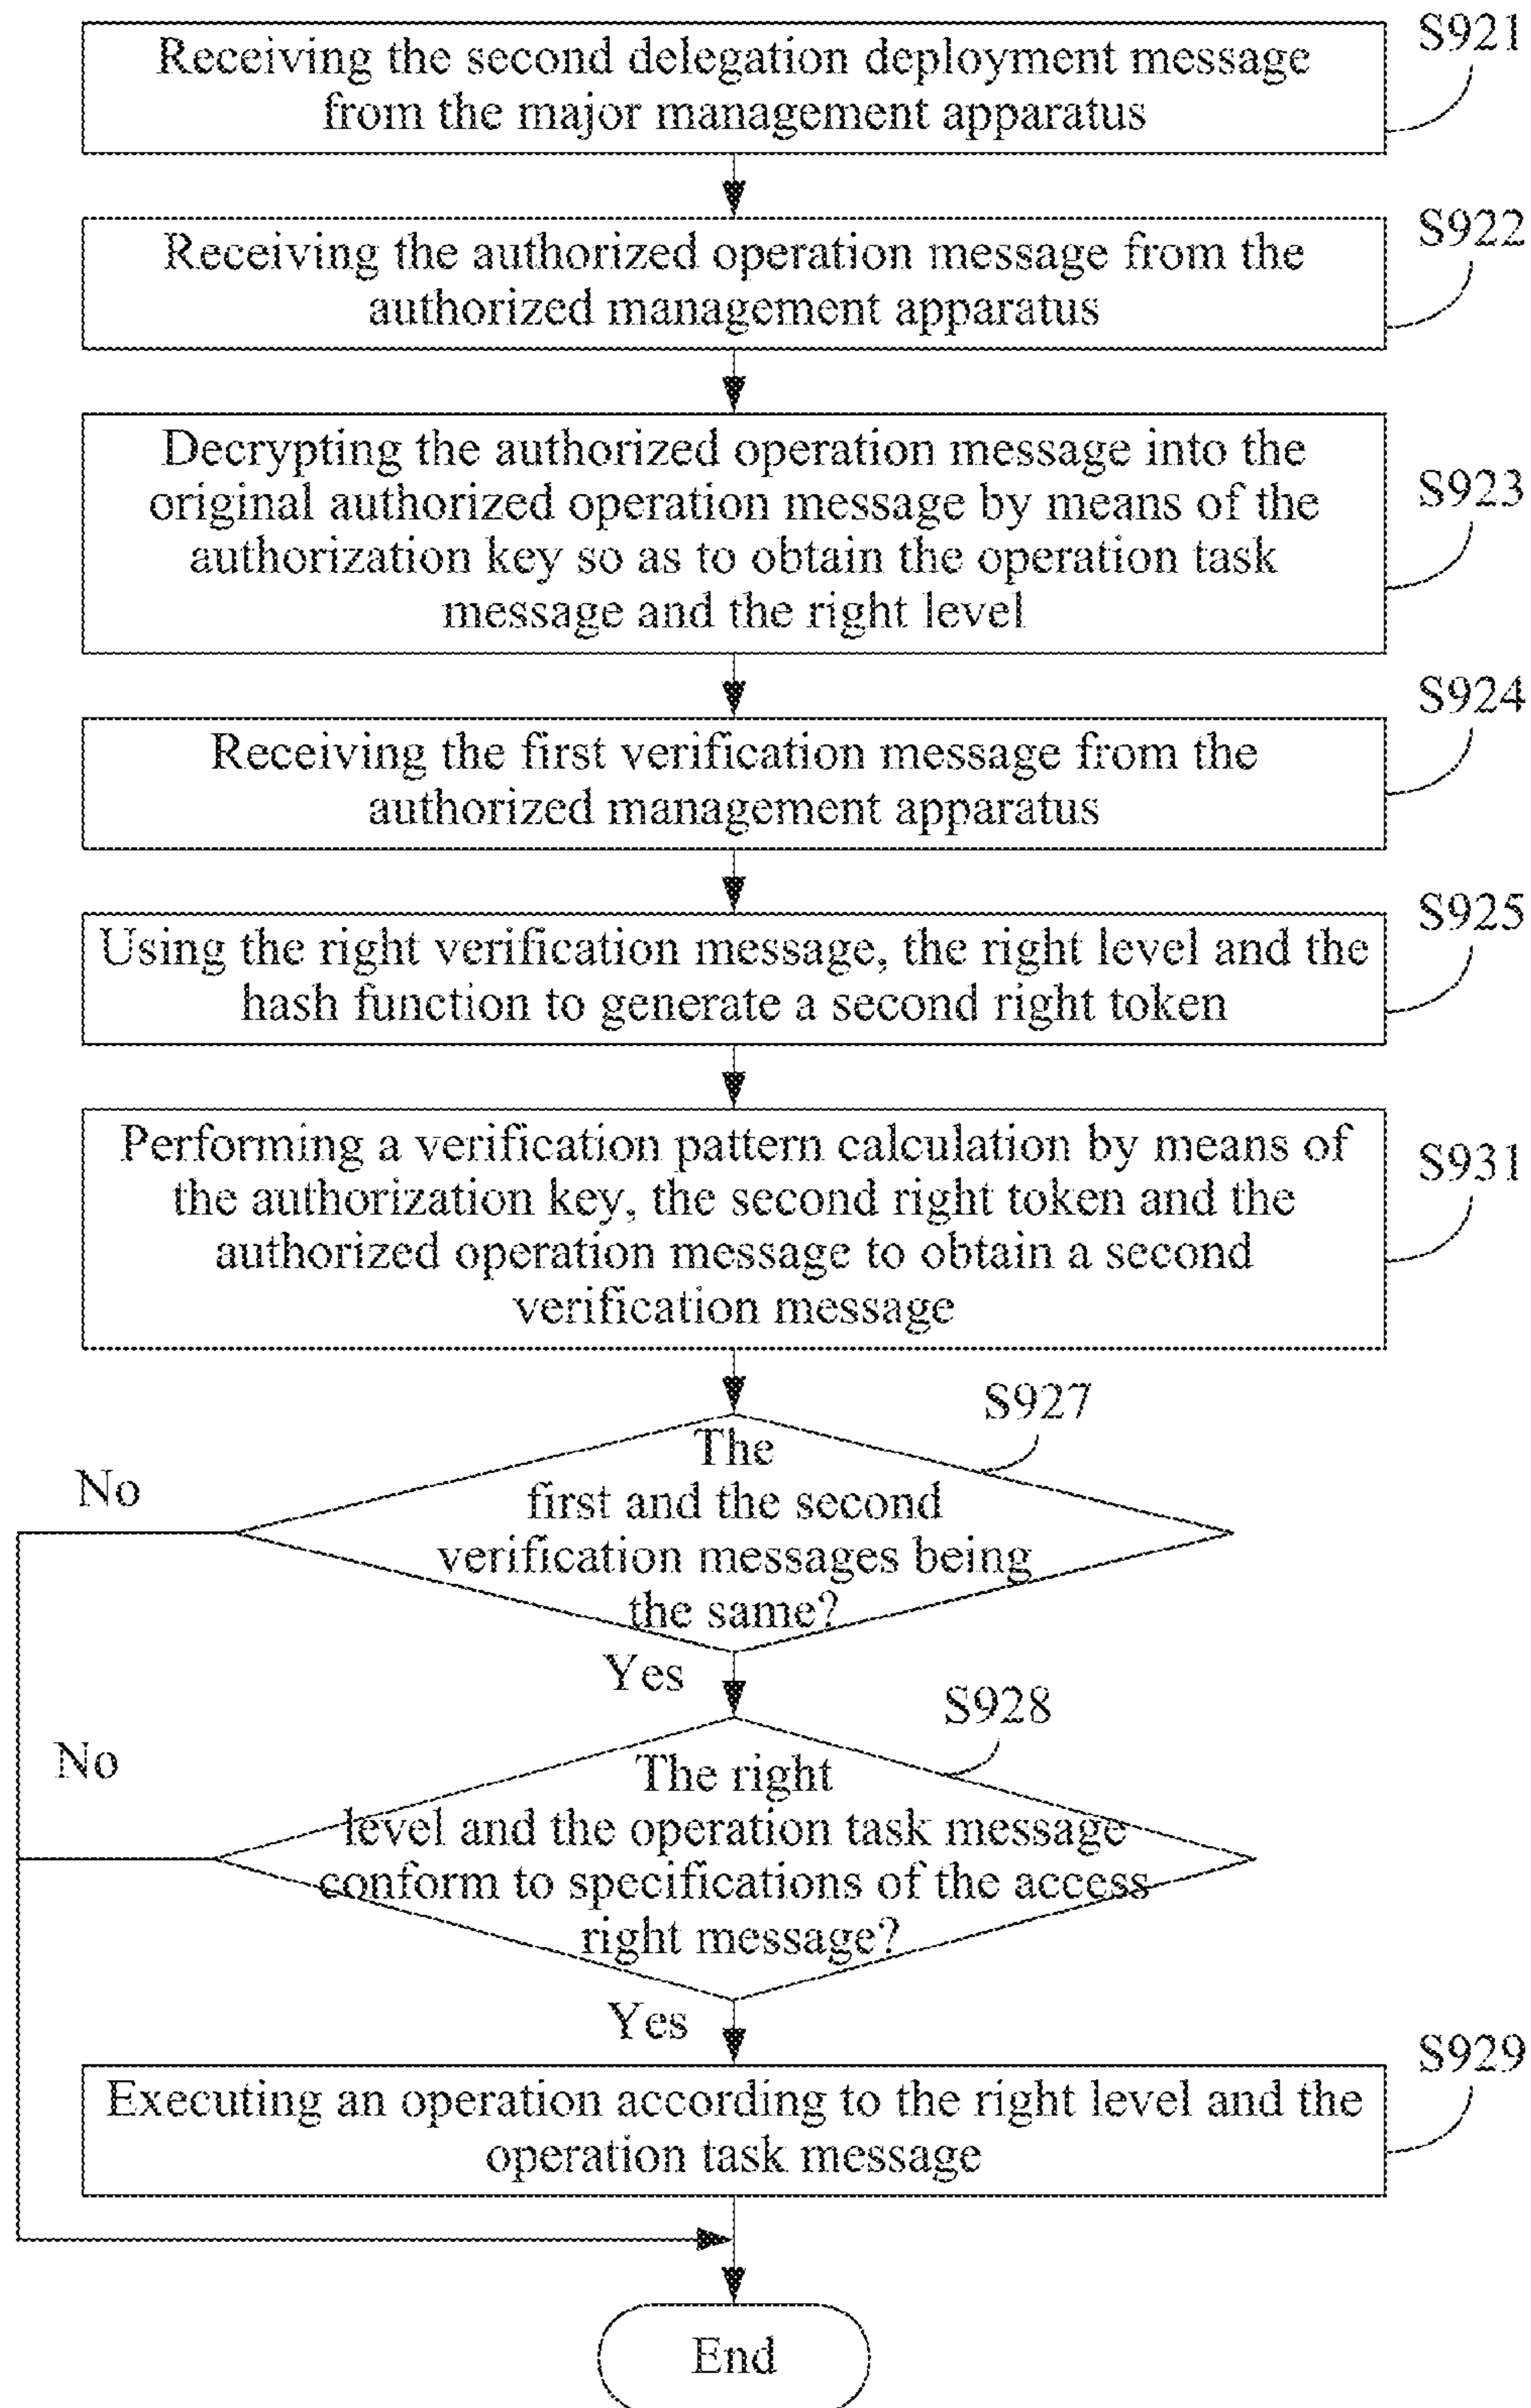 S921
Receiving the second delegation deployment message
from the major management apparatus
S922
Receiving the authorized operation message from the
authorized management apparatus
S923
Decrypting the authorized operation message into the
original authorized operation message by means of the
authorization key so as to obtain the operation task
message and the right level
S924
Receiving the first verification message from the
authorized management apparatus
S925
Using the right verification message, the right level and the
hash function to generate a second right token
S931
Performing a verification pattern calculation by means of
the authorization key, the second right token and the
authorized operation message to obtain a second
verification message
S927
The
first and the second
verification messages being
the same?
No
Yes
S928
The right
level and the operation task message
conform to specifications of the access
right message?
No
Yes
S929
Executing an operation according to the right level and the
operation task message
End